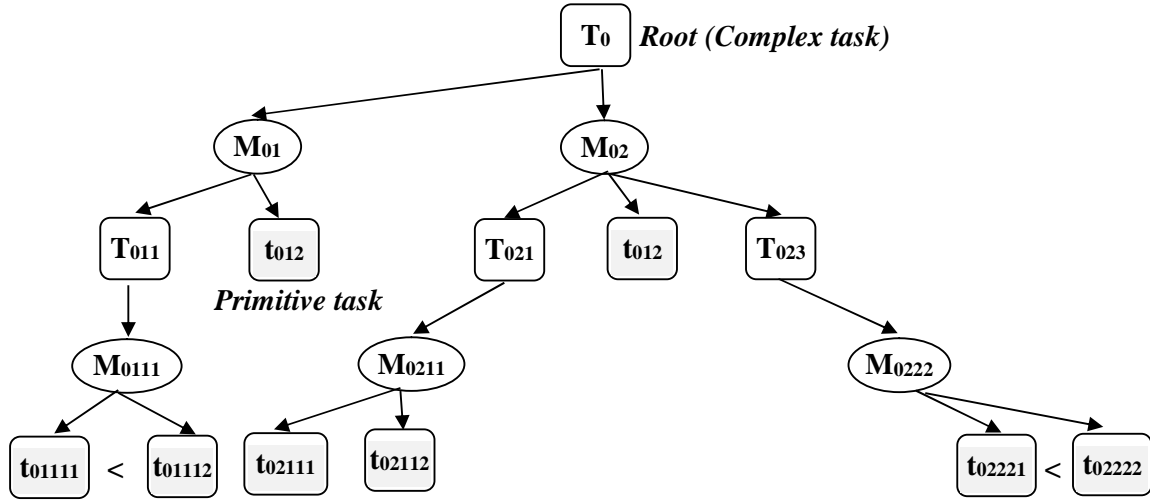 T0 Root (Complex task)
M01 M02
T011 t012 T021 t012 T023
Primitive task
M0111 M0211 M0222
t01111 < t01112 t02111 t02112 t02221 < t02222